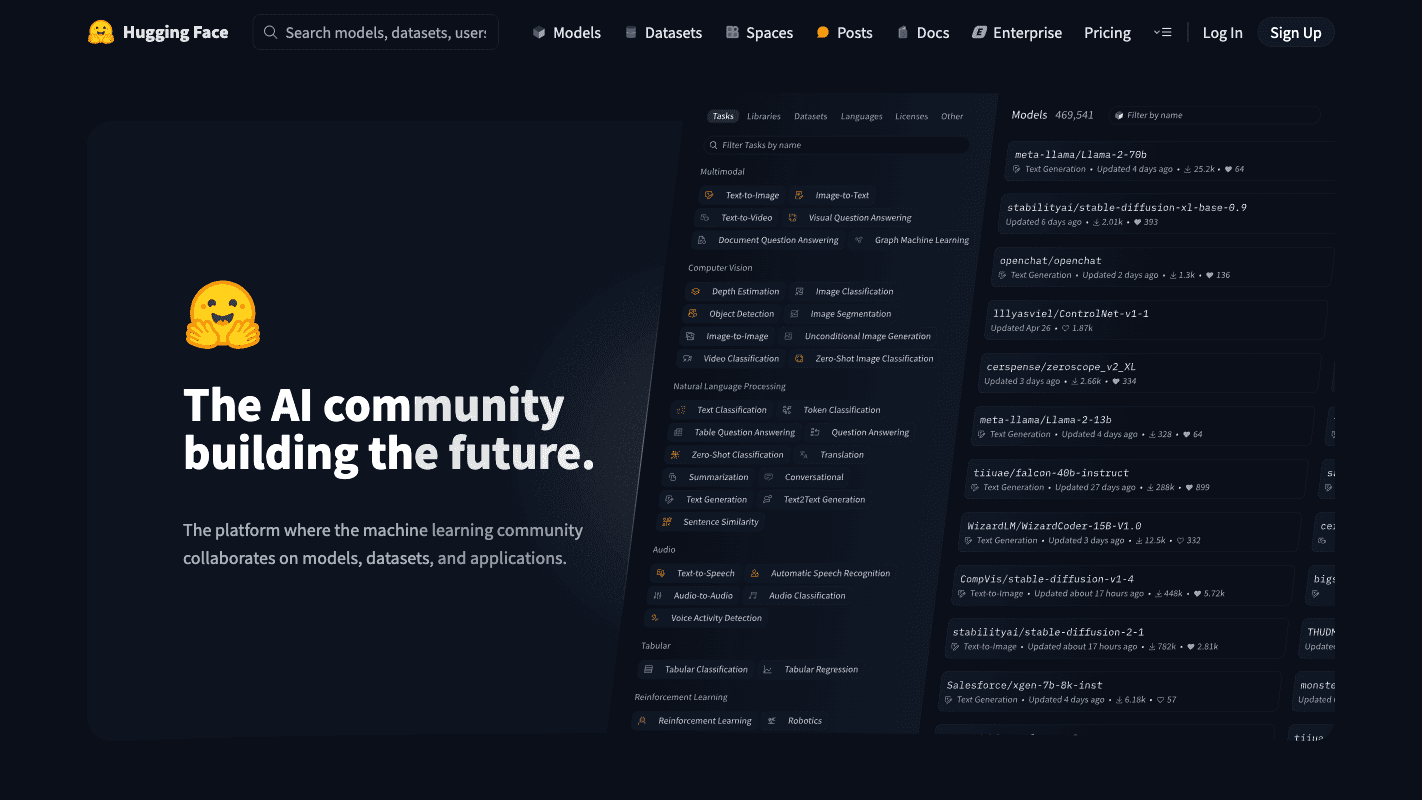 Hugging Face
Search models, datasets, users
Models
Datasets
Spaces
Posts
Docs
Enterprise
Pricing
Log In
Sign Up
The AI community
building the future.
The platform where the machine learning community
collaborates on models, datasets, and applications.
Tasks Libraries Datasets Languages Licenses Other
Filter Tasks by name
Multimodal
Text-to-Image Image-to-Text
Text-to-Video Visual Question Answering
Document Question Answering Graph Machine Learning
Computer Vision
Depth Estimation Image Classification
Object Detection Image Segmentation
Image-to-Image Unconditional Image Generation
Video Classification Zero-Shot Image Classification
Natural Language Processing
Text Classification Token Classification
Table Question Answering Question Answering
Zero-Shot Classification Translation
Summarization Conversational
Text Generation Text2Text Generation
Sentence Similarity
Audio
Text-to-Speech Automatic Speech Recognition
Audio-to-Audio Audio Classification
Voice Activity Detection
Tabular
Tabular Classification Tabular Regression
Reinforcement Learning
Reinforcement Learning Robotics
Models 469,541 Filter by name
meta-llama/Llama-2-70b
Text Generation • Updated 4 days ago • 25.2k • 64
stabilityai/stable-diffusion-xl-base-0.9
Updated 6 days ago • 2.01k • 393
openchat/openchat
Text Generation • Updated 2 days ago • 1.3k • 136
lllyasviel/ControlNet-v1-1
Updated Apr 26 • 1.87k
cerspense/zeroscope_v2_XL
Updated 3 days ago • 2.66k • 334
meta-llama/Llama-2-13b
Text Generation • Updated 4 days ago • 328 • 64
tiiuae/falcon-40b-instruct
Text Generation • Updated 27 days ago • 288k • 899
WizardLM/WizardCoder-15B-V1.0
Text Generation • Updated 3 days ago • 12.5k • 332
CompVis/stable-diffusion-v1-4
Text-to-Image • Updated about 17 hours ago • 448k • 5.72k
stabilityai/stable-diffusion-2-1
Text-to-Image • Updated about 17 hours ago • 782k • 2.81k
Salesforce/xgen-7b-8k-inst
Text Generation • Updated 4 days ago • 6.18k • 57
THUDM
Updated
monste
Updated